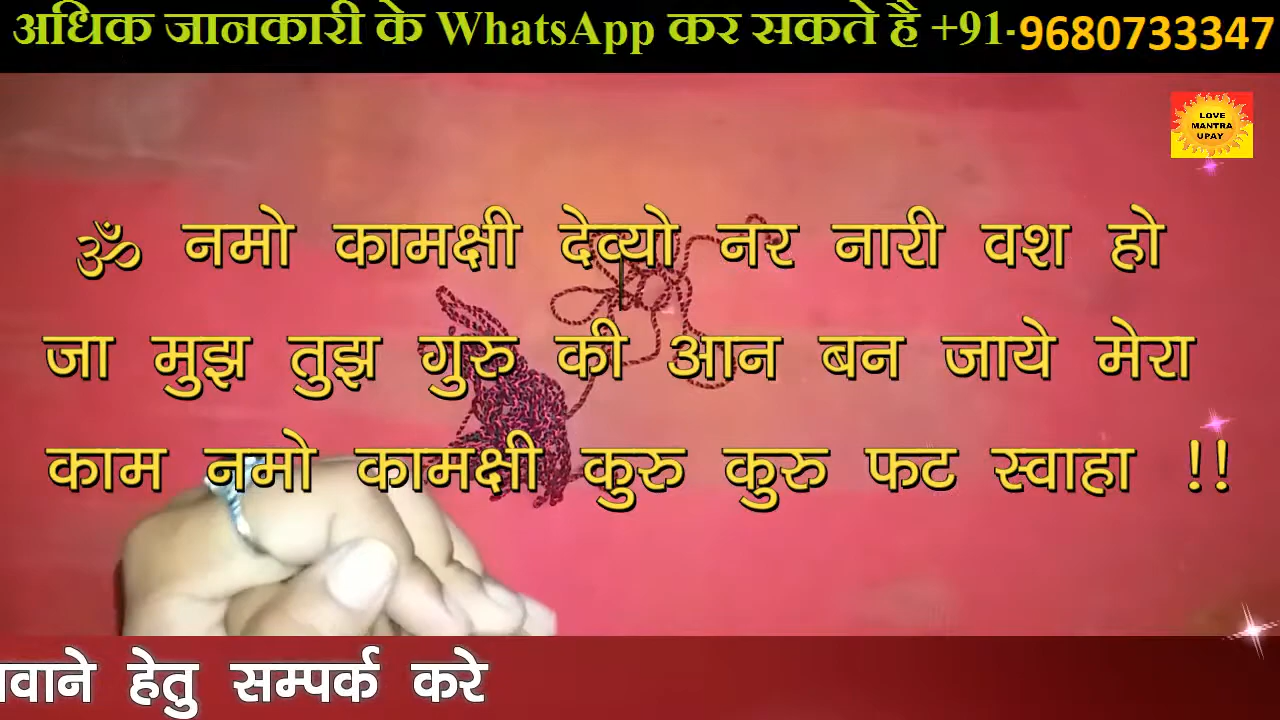 अधिक जानकारी के WhatsApp कर सकते है +91-9680733347
LOVE
MANTRA
UPAY
ॐ नमो कामक्षी देव्यो नर नारी वश हो
जा मुझ तुझ गुरु की आन बन जाये मेरा
काम नमो कामक्षी कुरु कुरु फट स्वाहा !!
हेतु सम्पर्क करे